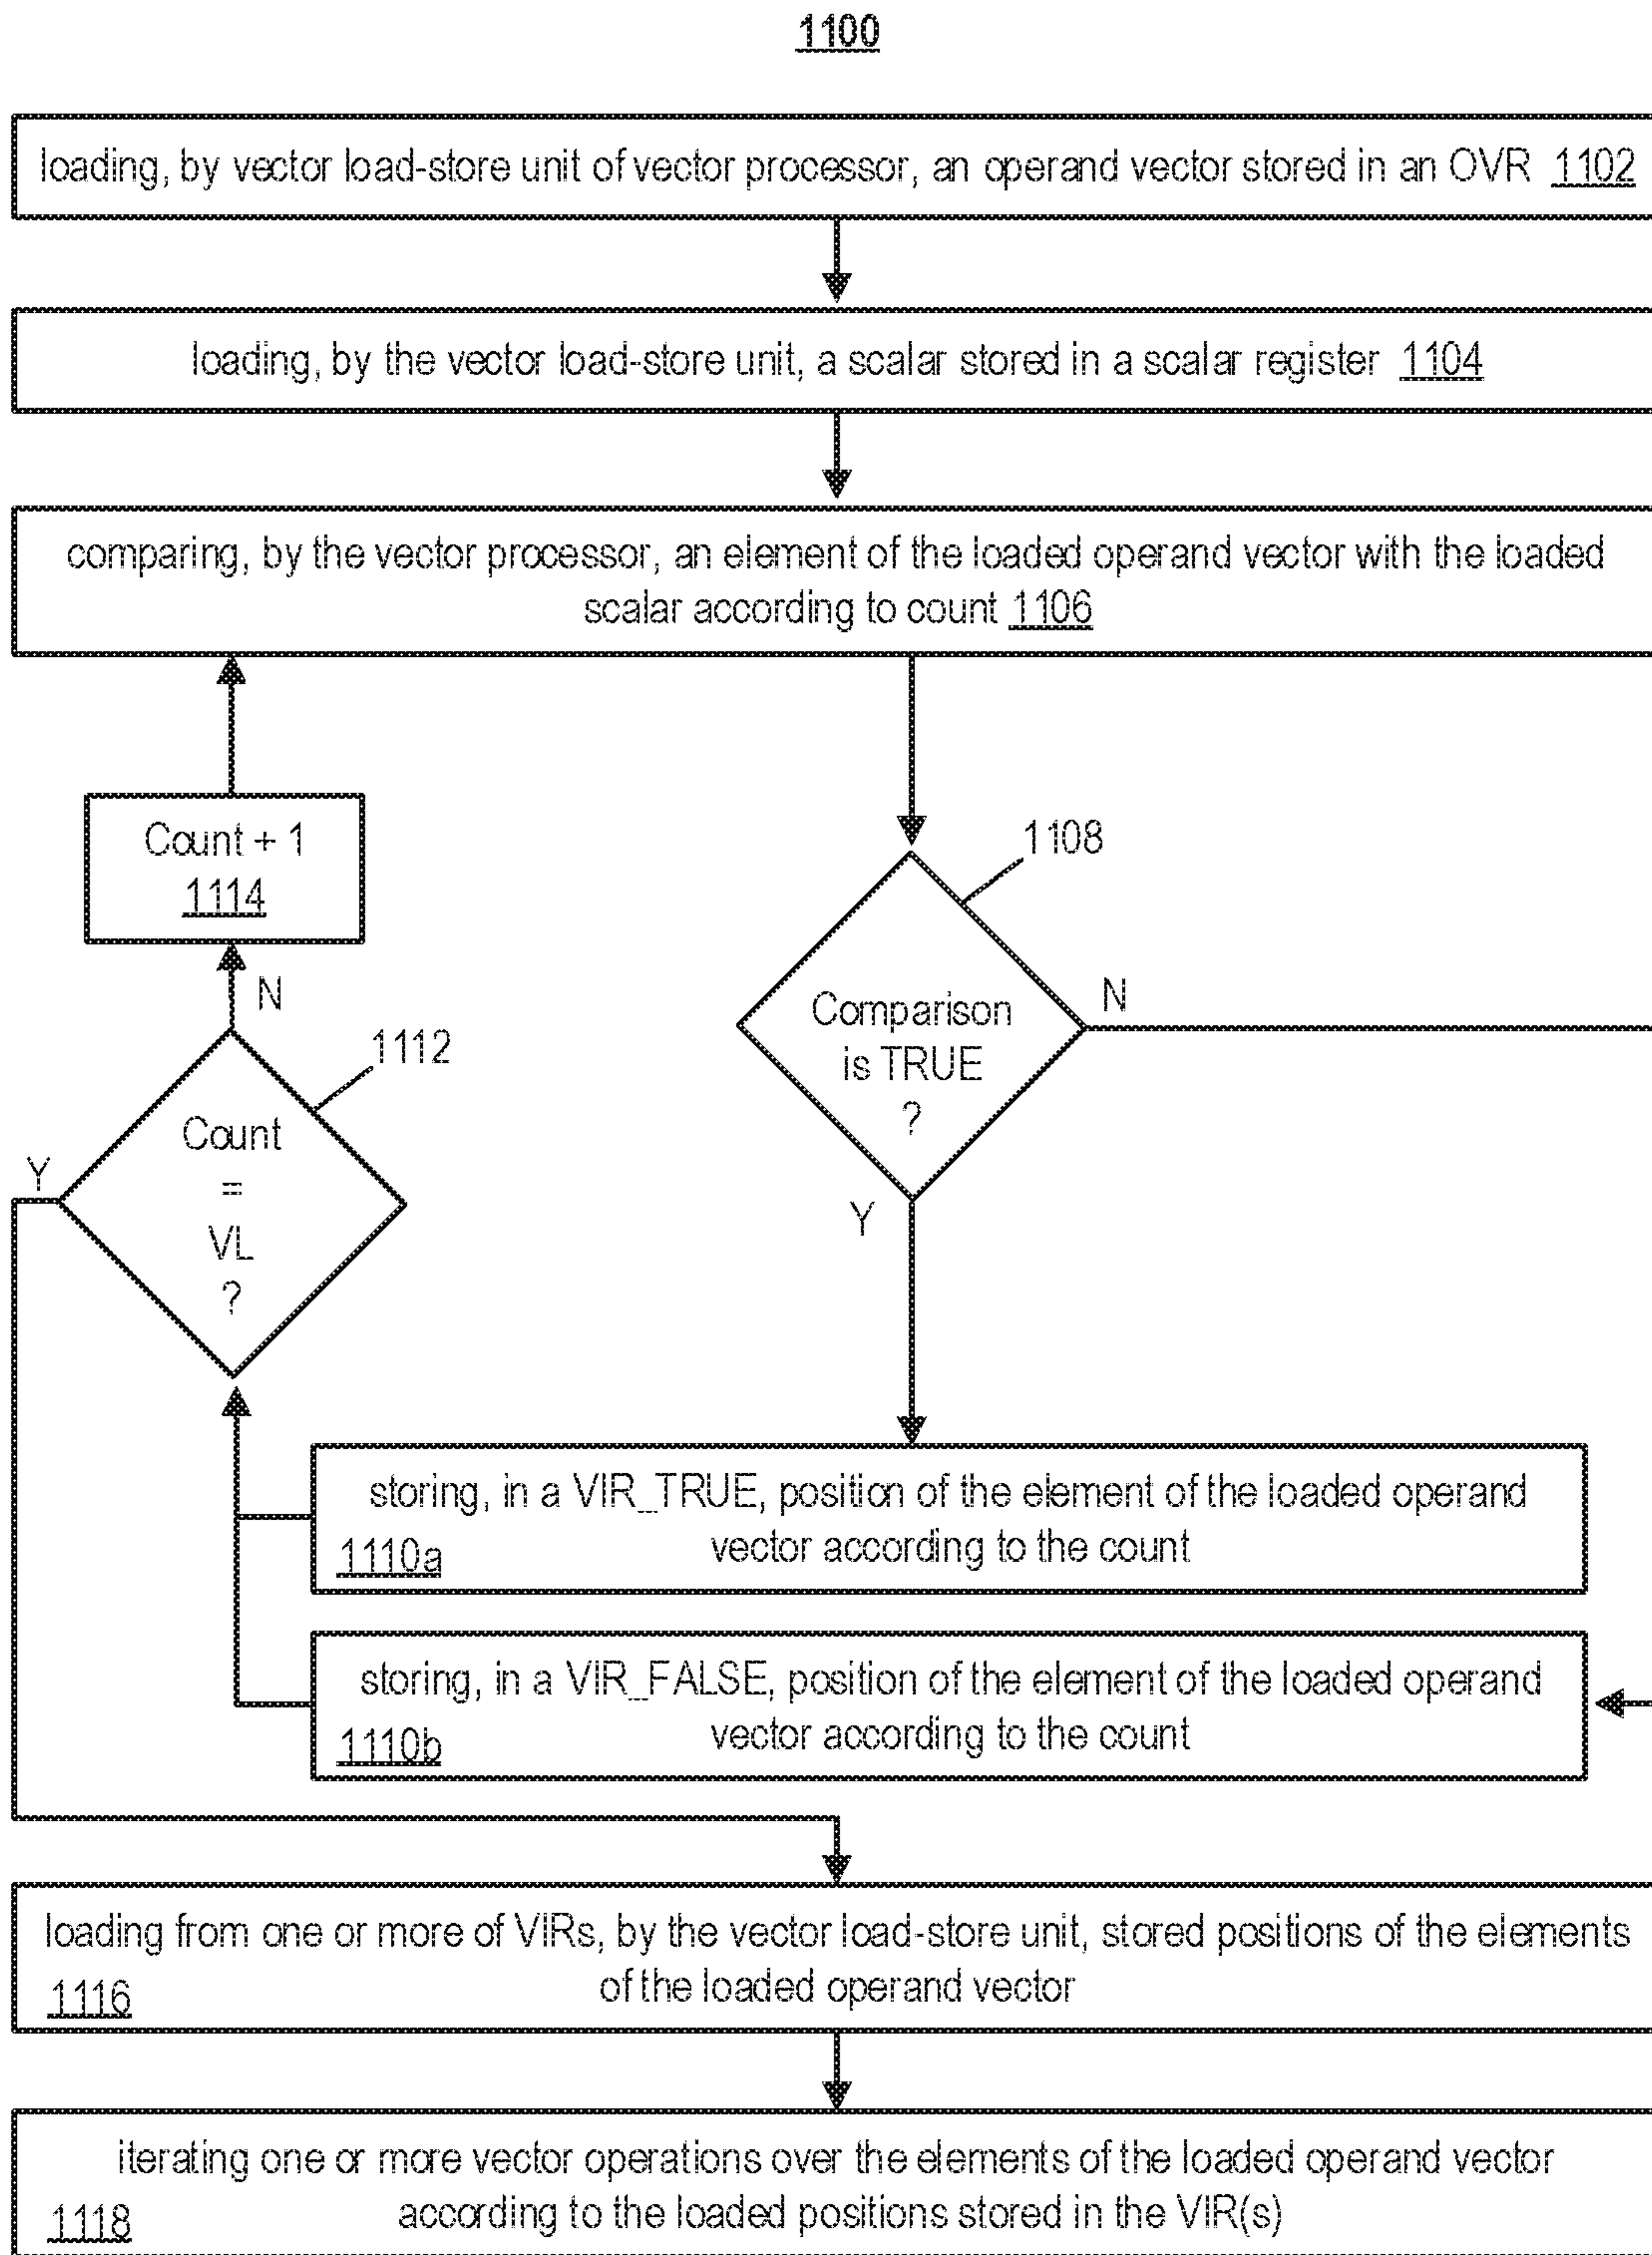 1100
loading, by vector load-store unit of vector processor, an operand vector stored in an OVR 1102
loading, by the vector load-store unit, a scalar stored in a scalar register 1104
comparing, by the vector processor, an element of the loaded operand vector with the loaded
scalar according to count 1106
Count + 1
1114
1108
N
Comparison
is TRUE
?
N
Y
1112
Count
=
VL
?
Y
storing, in a VIR_TRUE, position of the element of the loaded operand
1110a vector according to the count
storing, in a VIR_FALSE, position of the element of the loaded operand
1110b vector according to the count
loading from one or more of VIRs, by the vector load-store unit, stored positions of the elements
1116 of the loaded operand vector
iterating one or more vector operations over the elements of the loaded operand vector
1118 according to the loaded positions stored in the VIR(s)